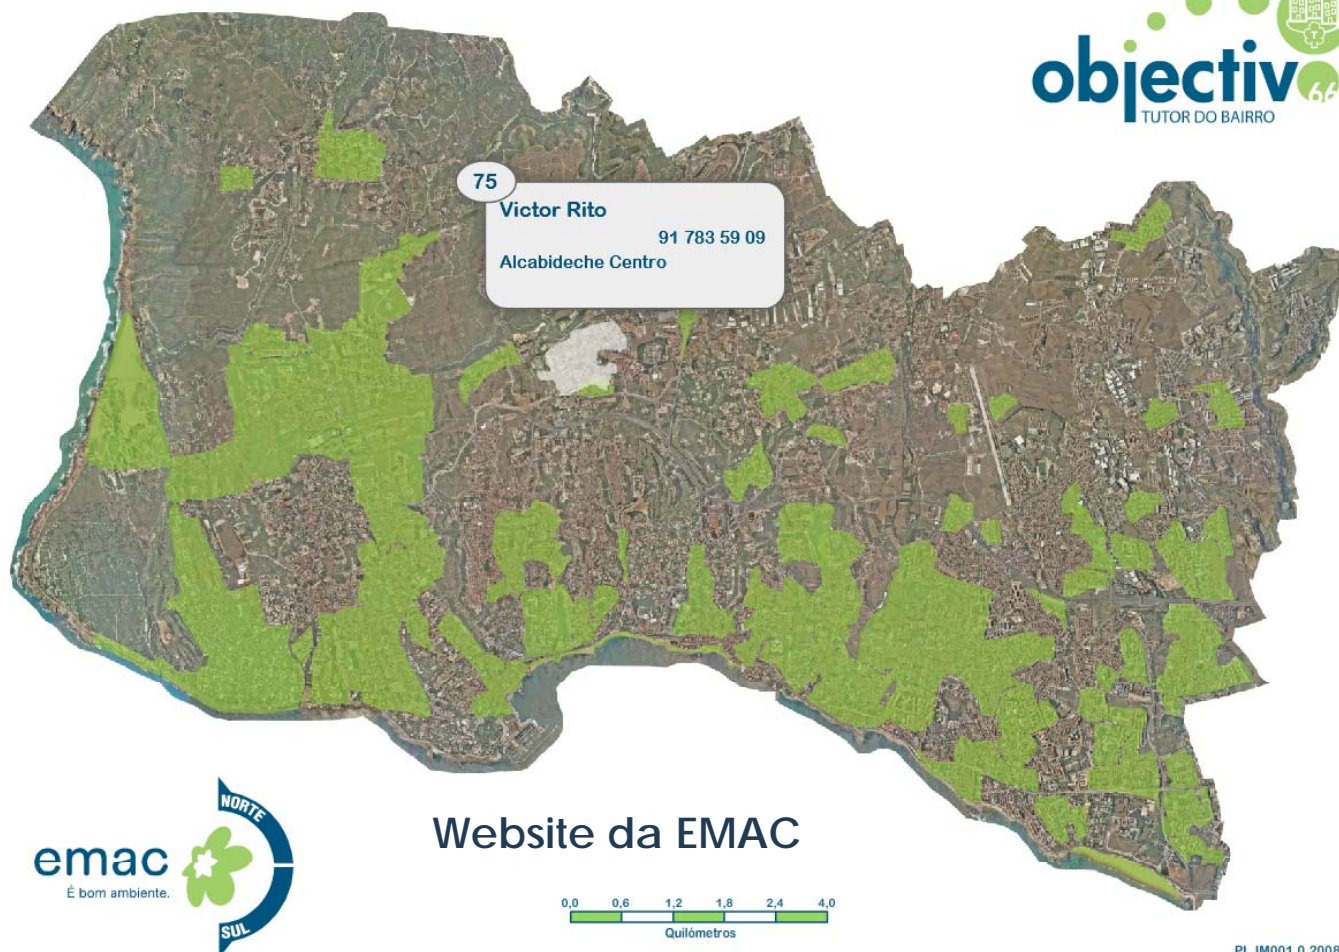 objectivo 66
TUTOR DO BAIRRO
75
Victor Rito
91 783 59 09
Alcabideche Centro
NORTE
emac
É bom ambiente.
SUL
Website da EMAC
0,0 0,6 1,2 1,8 2,4 4,0
Quilómetros